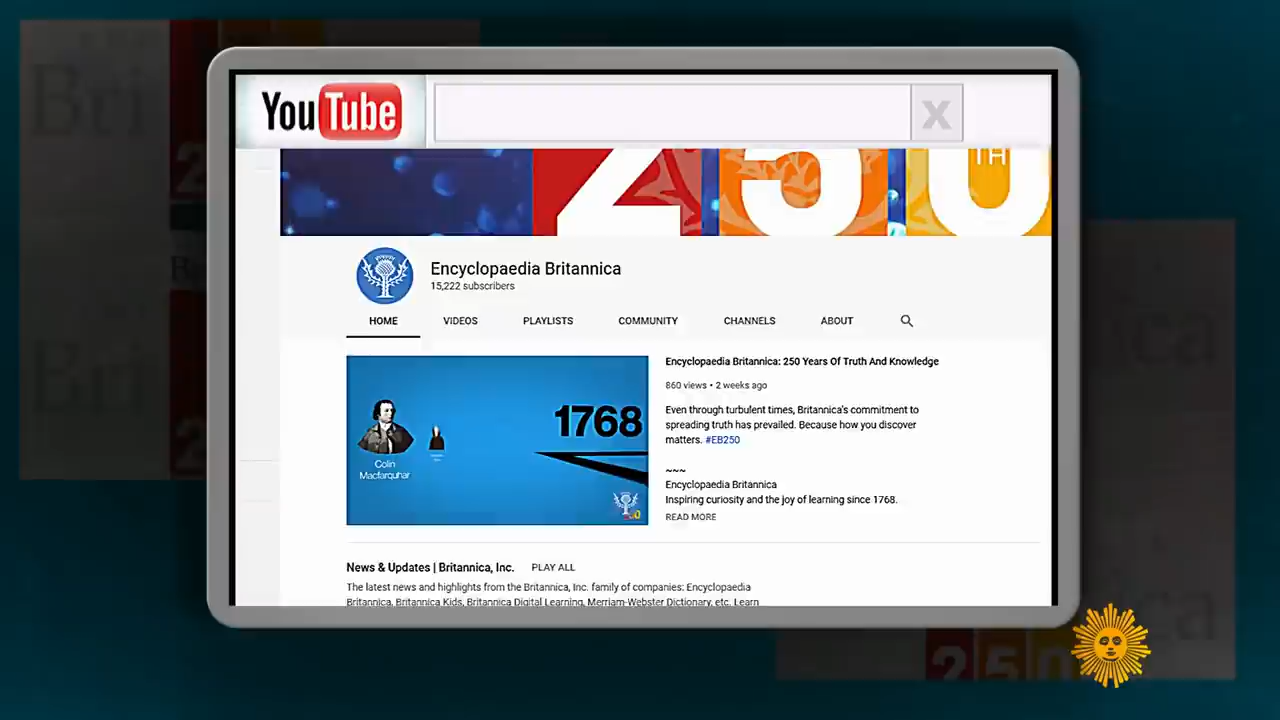 YouTube
X
250TH
Encyclopaedia Britannica
15,222 subscribers
HOME VIDEOS PLAYLISTS COMMUNITY CHANNELS ABOUT
Encyclopaedia Britannica: 250 Years Of Truth And Knowledge
860 views • 2 weeks ago
Even through turbulent times, Britannica's commitment to
spreading truth has prevailed. Because how you discover
matters. #EB250
~~~
Encyclopaedia Britannica
Inspiring curiosity and the joy of learning since 1768.
READ MORE
1768
Colin
Macfarquhar
News & Updates | Britannica, Inc. PLAY ALL
The latest news and highlights from the Britannica, Inc. family of companies: Encyclopaedia
Britannica, Britannica Kids, Britannica Digital Learning, Merriam-Webster Dictionary, etc. Learn
250